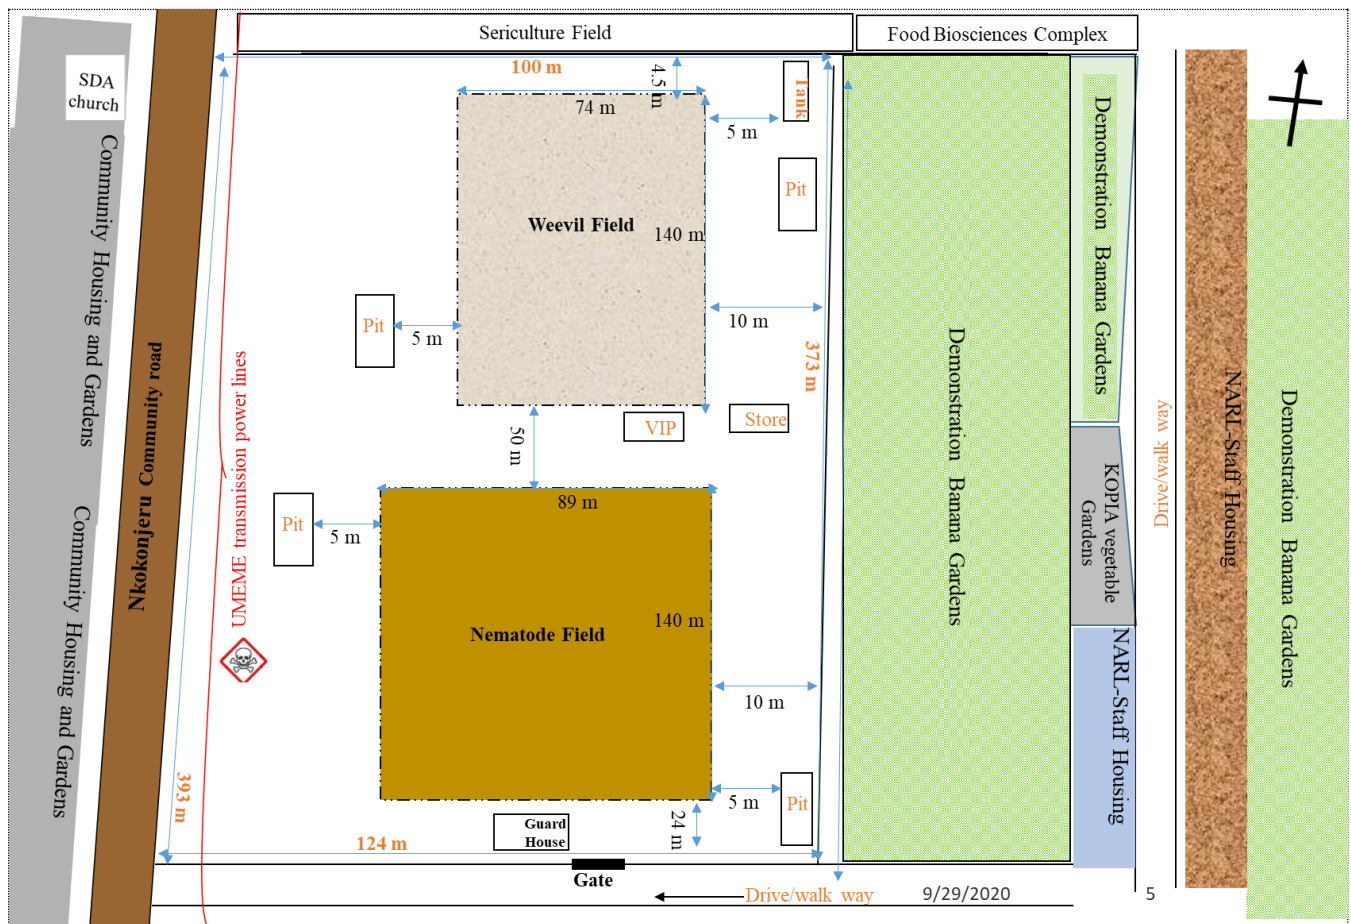 Sericulture Field
Food Biosciences Complex
SDA
church
100 m
4.5 m
Tank
74 m
5 m
Pit
Weevil Field
140 m
Pit
5 m
10 m
373 m
VIP
Store
50 m
Community Housing and Gardens
Community Housing and Gardens
Nkokonjeru Community road
UMEME transmission power lines
393 m
Pit
5 m
89 m
Nematode Field
140 m
10 m
5 m
Pit
24 m
Guard
House
124 m
Gate
Drive/walk way
9/29/2020
5
Demonstration Banana Gardens
Demonstration Banana Gardens
KOPIA vegetable
Gardens
NARL-Staff Housing
Drive/walk way
NARL-Staff Housing
Demonstration Banana Gardens